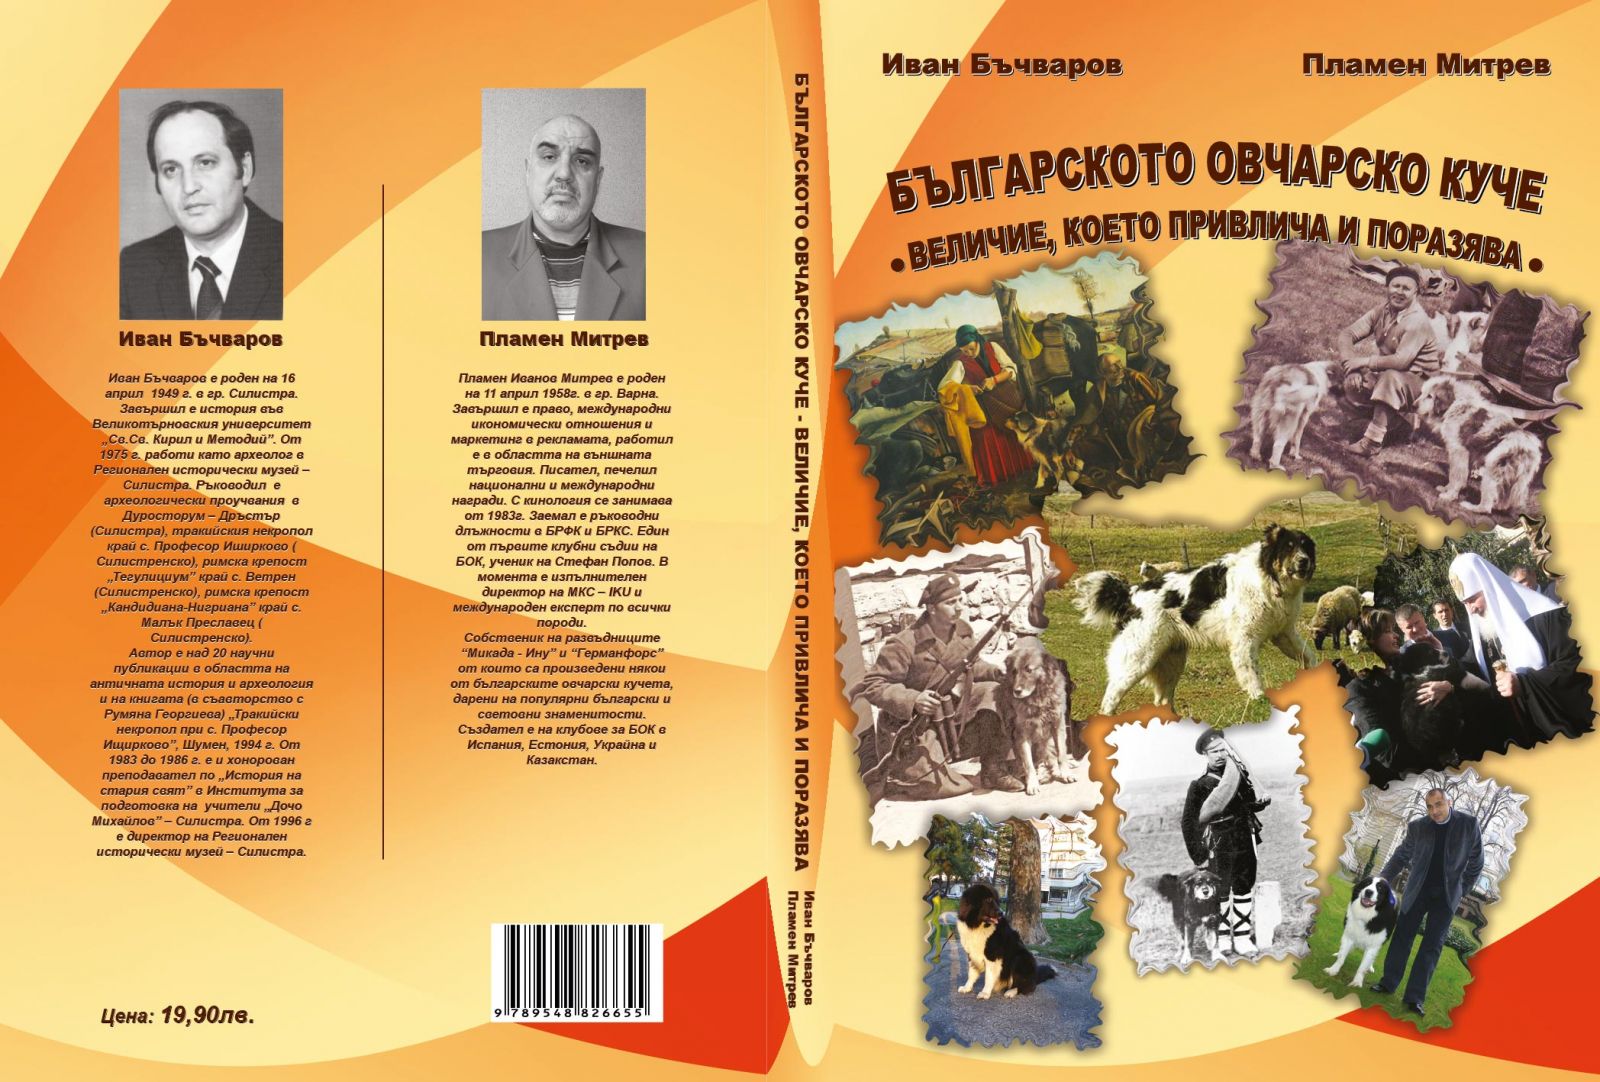 Иван Бъчваров
Иван Бъчваров е роден на 16
април 1949 г. в гр. Силистра.
Завършил е история във
Великотърновския университет
„Св.Св. Кирил и Методий”. От
1975 г. работи като археолог в
Регионален исторически музей –
Силистра. Ръководил е
археологически проучвания в
Дуросторум – Дръстър
(Силистра), тракийския некропол
край с. Професор Иширково (
Силистренско), римска крепост
„Тегулициум” край с. Ветрен
(Силистренско), римска крепост
„Кандидиана-Нигриана” край с.
Малък Преславец (
Силистренско).
Автор е над 20 научни
публикации в областта на
античната история и археология
и на книгата (в съавторство с
Румяна Георгиева) „Тракийски
некропол при с. Професор
Ищирково”, Шумен, 1994 г. От
1983 до 1986 г. е и хонорован
преподавател по „История на
стария свят” в Института за
подготовка на учители „Дочо
Михайлов” – Силистра. От 1996 г
е директор на Регионален
исторически музей – Силистра.
Цена: 19,90лв.
Пламен Митрев
Пламен Иванов Митрев е роден
на 11 април 1958г. в гр. Варна.
Завършил е право, международни
икономически отношения и
маркетинг в рекламата, работил
е в областта на външната
търговия. Писател, печелил
национални и международни
награди. С кинология се занимава
от 1983г. Заемал е ръководни
длъжности в БРФК и БРКС. Един
от първите клубни съдии на
БОК, ученик на Стефан Попов. В
момента е изпълнителен
директор на МКС – IKU и
международен експерт по всички
породи.
Собственик на развъдниците
“Микада - Ину” и “Германфорс”
от които са произведени някои
от българските овчарски кучета,
дарени на популярни български и
световни знаменитости.
Създател е на клубове за БОК в
Испания, Естония, Украйна и
Казакстан.
9 789548 826655
БЪЛГАРСКОТО ОВЧАРСКО КУЧЕ - ВЕЛИЧИЕ, КОЕТО ПРИВЛИЧА И ПОРАЗЯВА
Иван Бъчваров
Пламен Митрев
Иван Бъчваров
Пламен Митрев
БЪЛГАРСКОТО ОВЧАРСКО КУЧЕ
• ВЕЛИЧИЕ, КОЕТО ПРИВЛИЧА И ПОРАЗЯВА •